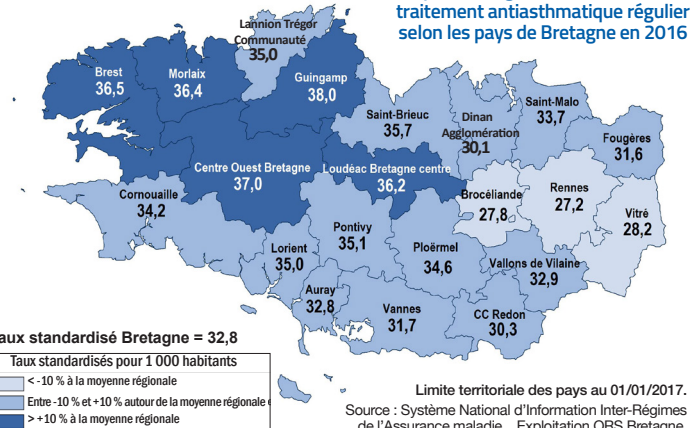 traitement antiasthmatique régulier
selon les pays de Bretagne en 2016
Lannion Trégor
Communauté
35,0
Brest
36,5
Morlaix
36,4
Guingamp
38,0
Saint-Brieuc
35,7
Dinan
Agglomération
30,1
Saint-Malo
33,7
Fougères
31,6
Centre Ouest Bretagne
37,0
Loudéac Bretagne centre
36,2
Cornouaille
34,2
Brocéliande
27,8
Rennes
27,2
Vitré
28,2
Pontivy
35,1
Lorient
35,0
Ploërmel
34,6
Vallons de Vilaine
32,9
Auray
32,8
Vannes
31,7
CC Redon
30,3
aux standardisé Bretagne = 32,8
Taux standardisés pour 1 000 habitants
< -10 % à la moyenne régionale
Entre -10 % et +10 % autour de la moyenne régionale
> +10 % à la moyenne régionale
Limite territoriale des pays au 01/01/2017.
Source : Système National d'Information Inter-Régimes
de l'Assurance maladie Exploitation ORS Bretagne